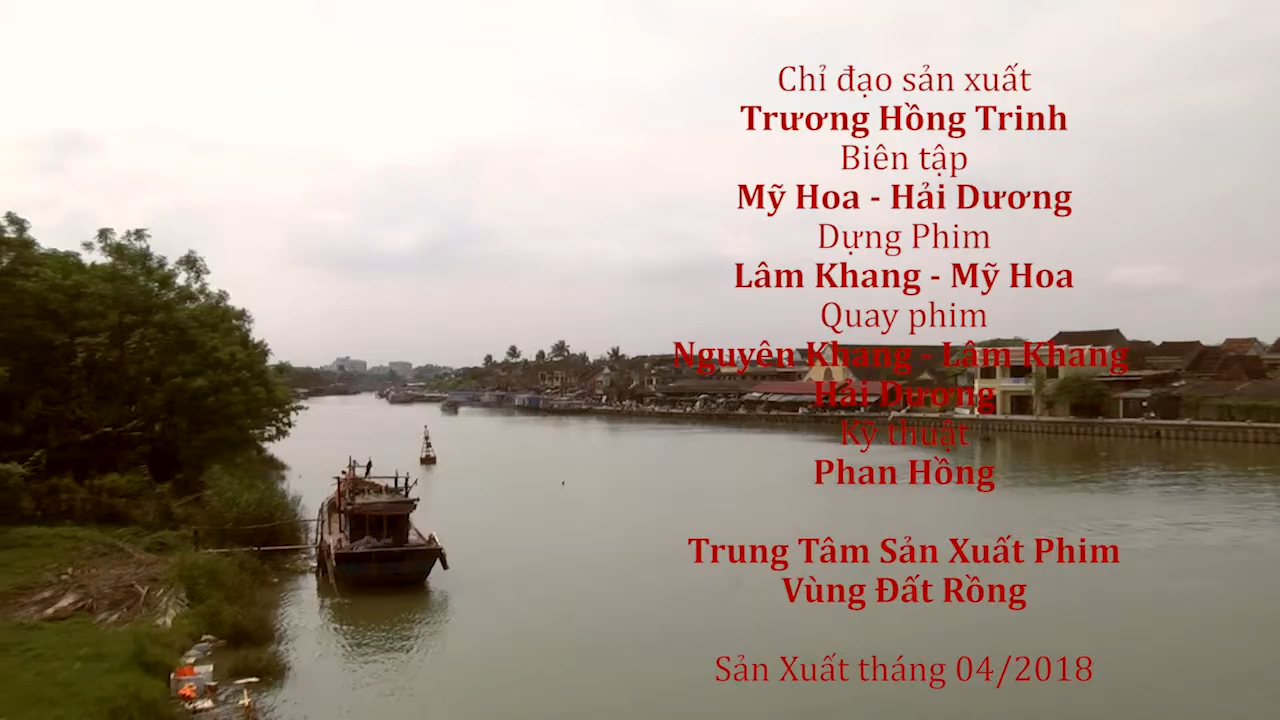 Chỉ đạo sản xuất
Trương Hồng Trinh
Biên tập
Mỹ Hoa - Hải Dương
Dựng Phim
Lâm Khang - Mỹ Hoa
Quay phim
Nguyên Khang - Lâm Khang
Hải Dương
Kỹ thuật
Phan Hồng
Trung Tâm Sản Xuất Phim
Vùng Đất Rồng
Sản Xuất tháng 04/2018